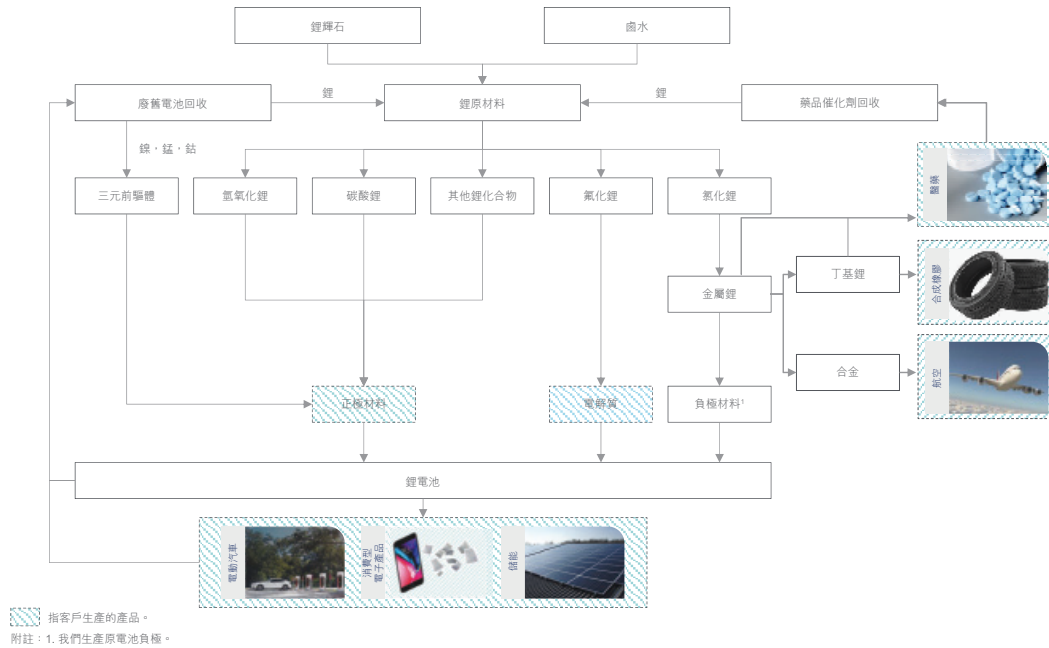 鋰輝石
鹵水
廢舊電池回收
鋰
鋰原材料
鋰
藥品催化劑回收
鎳，錳，鈷
三元前驅體
氫氧化鋰
碳酸鋰
其他鋰化合物
氟化鋰
氯化鋰
醫藥
金屬鋰
丁基鋰
合成橡膠
合金
航空
正極材料
電解質
負極材料¹
鋰電池
電動汽車
消費型
電子產品
儲能
指客戶生產的產品。
附註：1. 我們生產原電池負極。